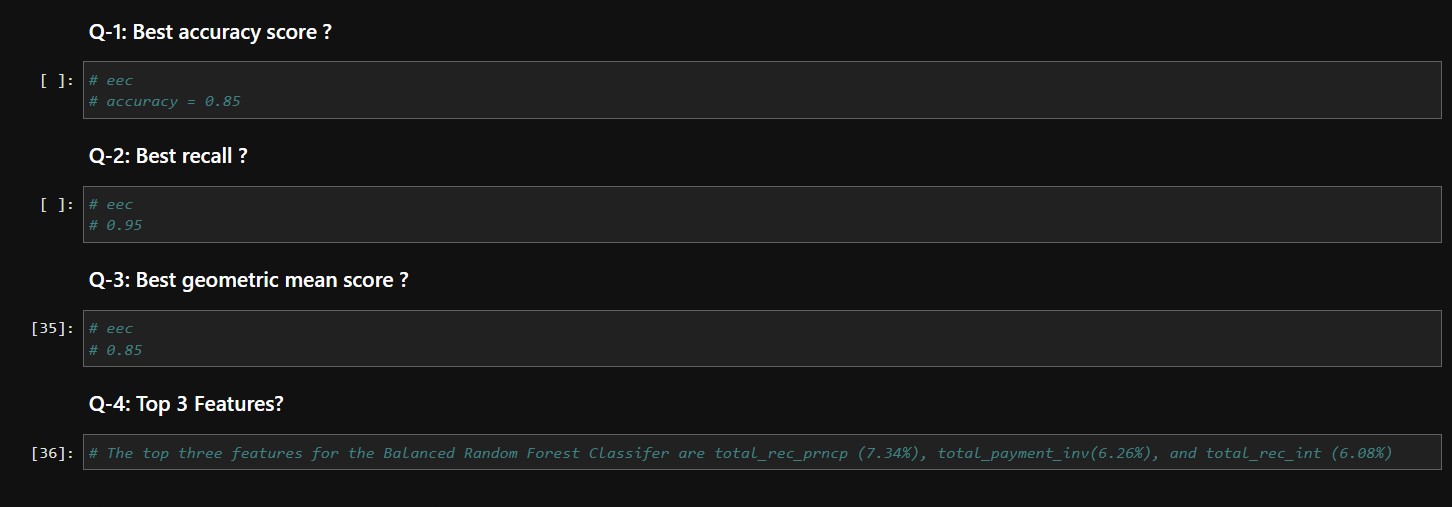 Q-1: Best accuracy score ?
[ ]: # eec
# accuracy = 0.85
Q-2: Best recall ?
[ ]: # eec
# 0.95
Q-3: Best geometric mean score ?
[35]: # eec
# 0.85
Q-4: Top 3 Features?
[36]: # The top three features for the Balanced Random Forest Classifer are total_rec_prncp (7.34%), total_payment_inv(6.26%), and total_rec_int (6.08%)